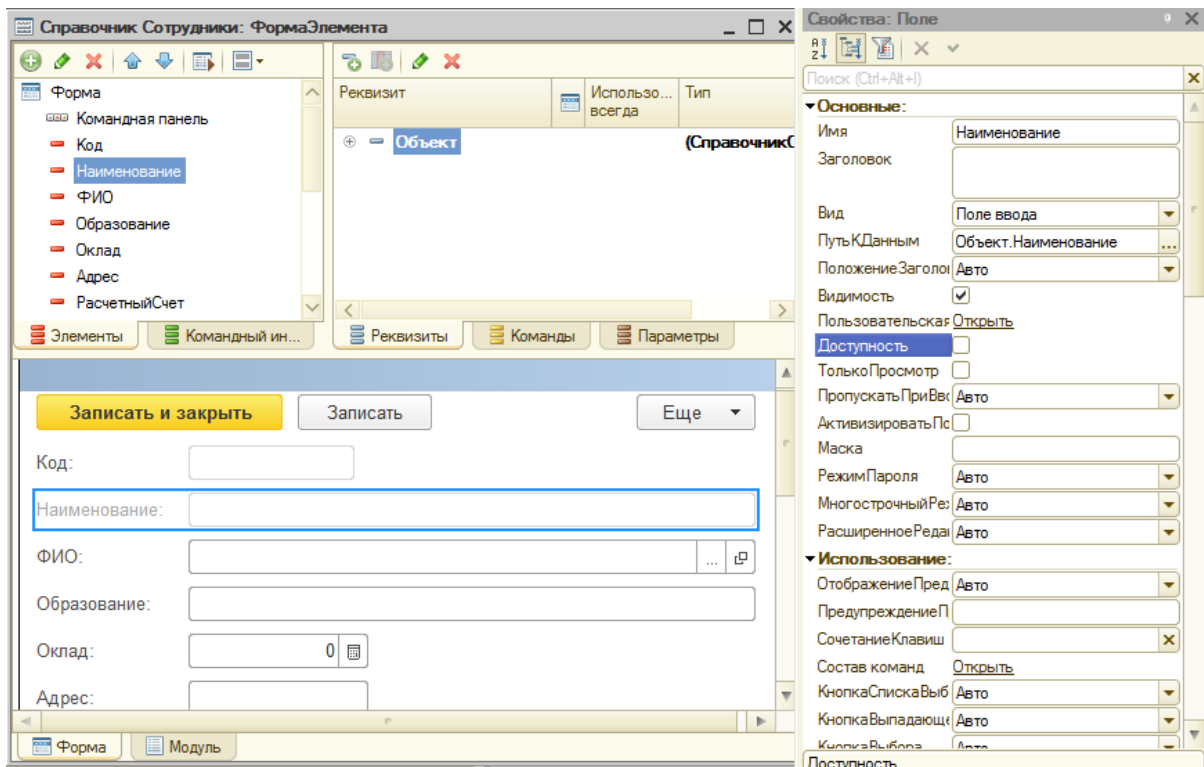 Справочник Сотрудники: ФормаЭлемента
Форма
Командная панель
Код
Наименование
ФИО
Образование
Оклад
Адрес
РасчетныйСчет
Элементы
Командный ин...
Реквизит
Использо... всегда
Тип
Объект
(СправочникО
Реквизиты
Команды
Параметры
Записать и закрыть
Записать
Еще
Код:
Наименование:
ФИО:
...
Образование:
Оклад:
0
Адрес:
Форма
Модуль
Свойства: Поле
Поиск (Ctrl+Alt+I)
Основные:
Имя
Наименование
Заголовок
Вид
Поле ввода
ПутьКДанным
Объект.Наименование
...
ПоложениеЗаголо
Авто
Видимость
Пользовательская
Открыть
Доступность
ТолькоПросмотр
ПропускатьПриВв
Авто
АктивизироватьПо
Маска
РежимПароля
Авто
МногострочныйРе
Авто
РасширенноеРеда
Авто
Использование:
ОтображениеПред
Авто
ПредупреждениеП
СочетаниеКлавиш
Состав команд
Открыть
КнопкаСпискаВыб
Авто
КнопкаВыпадающе
Авто
КнопкаВыбора
Авто
Доступность